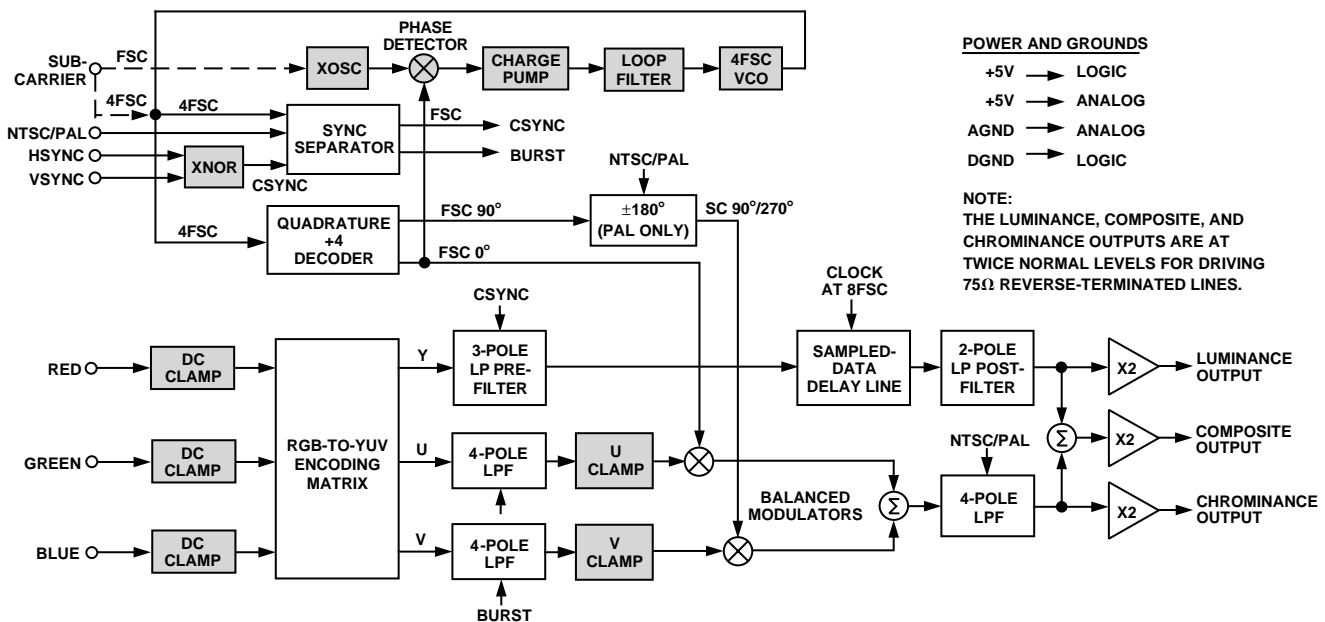 SUB-
CARRIER
FSC
4FSC
XOSC
PHASE
DETECTOR
CHARGE
PUMP
LOOP
FILTER
4FSC
VCO
NTSC/PAL
HSYNC
VSYNC
XNOR
CSYNC
4FSC
SYNC
SEPARATOR
FSC
CSYNC
BURST
4FSC
QUADRATURE
+4
DECODER
FSC 90°
FSC 0°
NTSC/PAL
±180°
(PAL ONLY)
SC 90°/270°
POWER AND GROUNDS
+5V LOGIC
+5V ANALOG
AGND ANALOG
DGND LOGIC
NOTE:
THE LUMINANCE, COMPOSITE, AND
CHROMINANCE OUTPUTS ARE AT
TWICE NORMAL LEVELS FOR DRIVING
75Ω REVERSE-TERMINATED LINES.
RED
DC
CLAMP
GREEN
DC
CLAMP
BLUE
DC
CLAMP
RGB-TO-YUV
ENCODING
MATRIX
Y
U
V
CSYNC
3-POLE
LP PRE-
FILTER
4-POLE
LPF
U
CLAMP
4-POLE
LPF
V
CLAMP
BURST
CLOCK
AT 8FSC
SAMPLED-
DATA
DELAY LINE
2-POLE
LP POST-
FILTER
BALANCED
MODULATORS
Σ
NTSC/PAL
4-POLE
LPF
Σ
X2
LUMINANCE
OUTPUT
X2
COMPOSITE
OUTPUT
X2
CHROMINANCE
OUTPUT